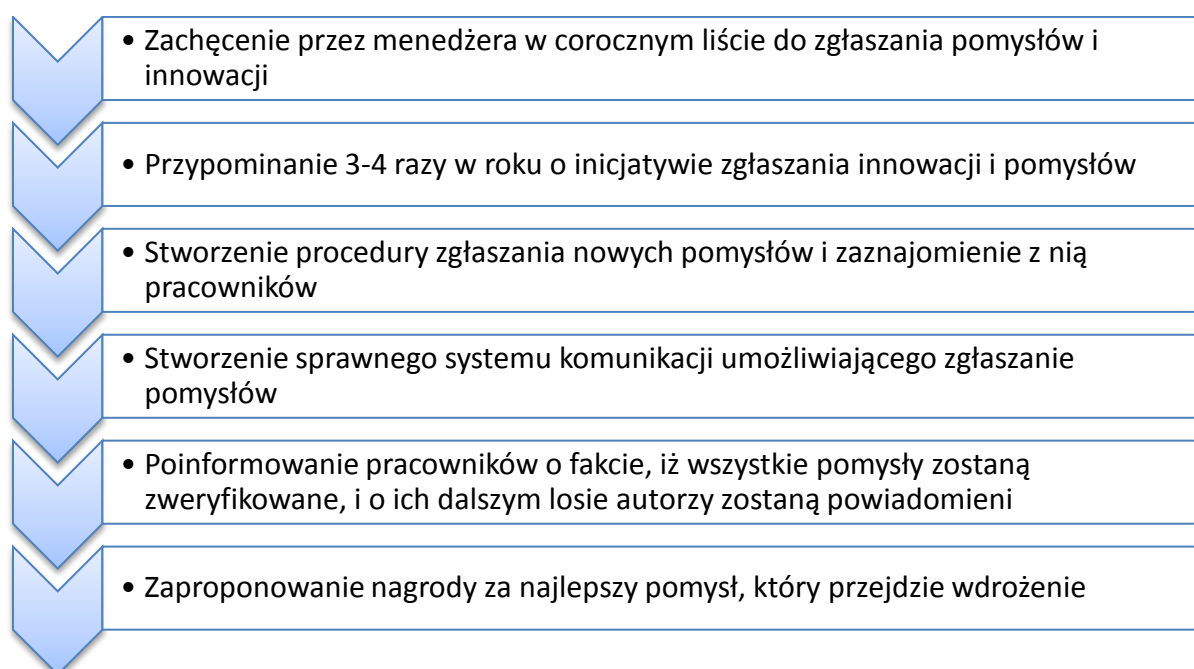 • Zachęcenie przez menedżera w corocznym liście do zgłaszania pomysłów i
innowacji
• Przypominanie 3-4 razy w roku o inicjatywie zgłaszania innowacji i pomysłów
• Stworzenie procedury zgłaszania nowych pomysłów i zaznajomienie z nią
pracowników
• Stworzenie sprawnego systemu komunikacji umożliwiającego zgłaszanie
pomysłów
• Poinformowanie pracowników o fakcie, iż wszystkie pomysły zostaną
zweryfikowane, i o ich dalszym losie autorzy zostaną powiadomieni
• Zaproponowanie nagrody za najlepszy pomysł, który przejdzie wdrożenie